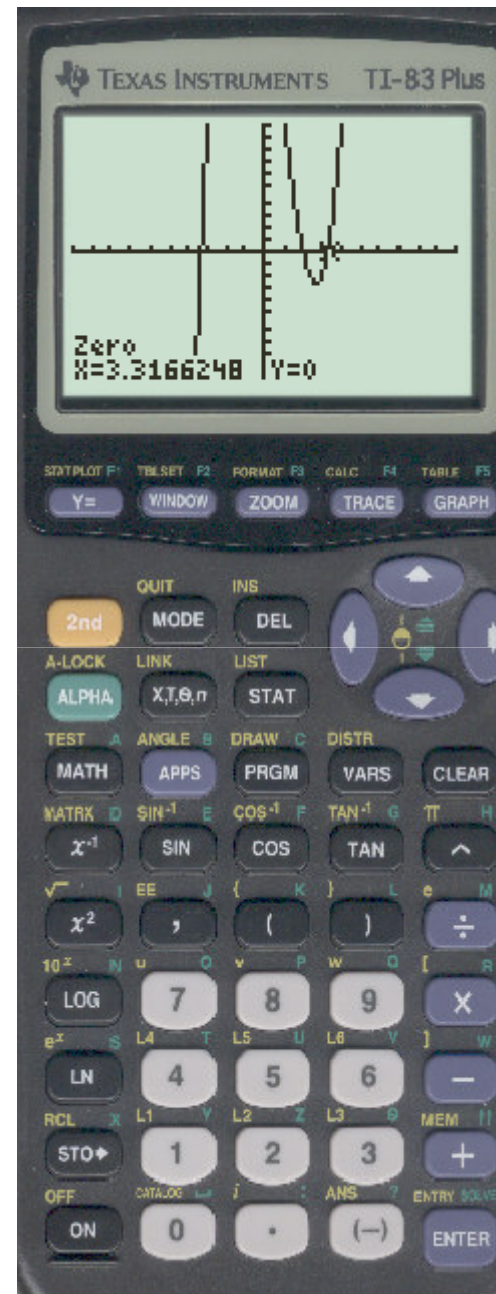 TEXAS INSTRUMENTS TI-83 Plus
Zero
X=3.3166248 Y=0
STAT PLOT F1 TBLSET F2 FORMAT F3 CALC F4 TABLE F5
Y= WINDOW ZOOM TRACE GRAPH
QUIT INS
2nd MODE DEL
A-LOCK LINK LIST
ALPHA X,T,Θ,n STAT
TEST A ANGLE B DRAW C DISTR
MATH APPS PRGM VARS CLEAR
MATRX D SIN-1 E COS-1 F TAN-1 G π H
x-1 SIN COS TAN ^
√ I EE J { K } L e M
x2 , ( ) ÷
10x N u O v P w Q [ R
LOG 7 8 9 ×
ex S L4 T L5 U L6 V ] W
LN 4 5 6 −
RCL X L1 Y L2 Z L3 θ MEM "
STO 1 2 3 +
OFF CATALOG i : ANS ? ENTRY SOLVE
ON 0 . (−) ENTER